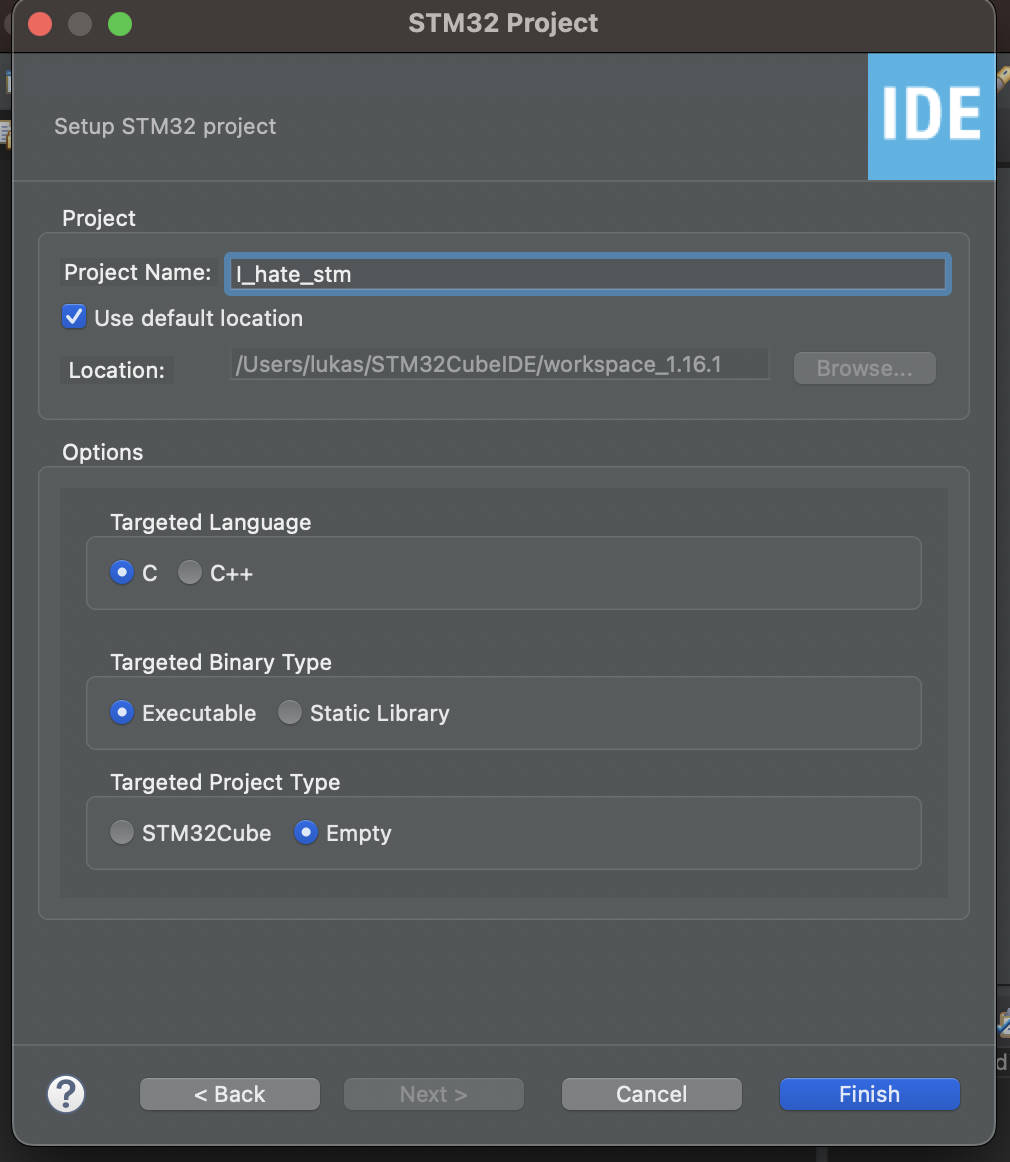 STM32 Project
Setup STM32 project
IDE
Project
Project Name: I_hate_stm
Use default location
Location: /Users/lukas/STM32CubeIDE/workspace_1.16.1 Browse...
Options
Targeted Language
C C++
Targeted Binary Type
Executable Static Library
Targeted Project Type
STM32Cube Empty
d
? < Back Next > Cancel Finish